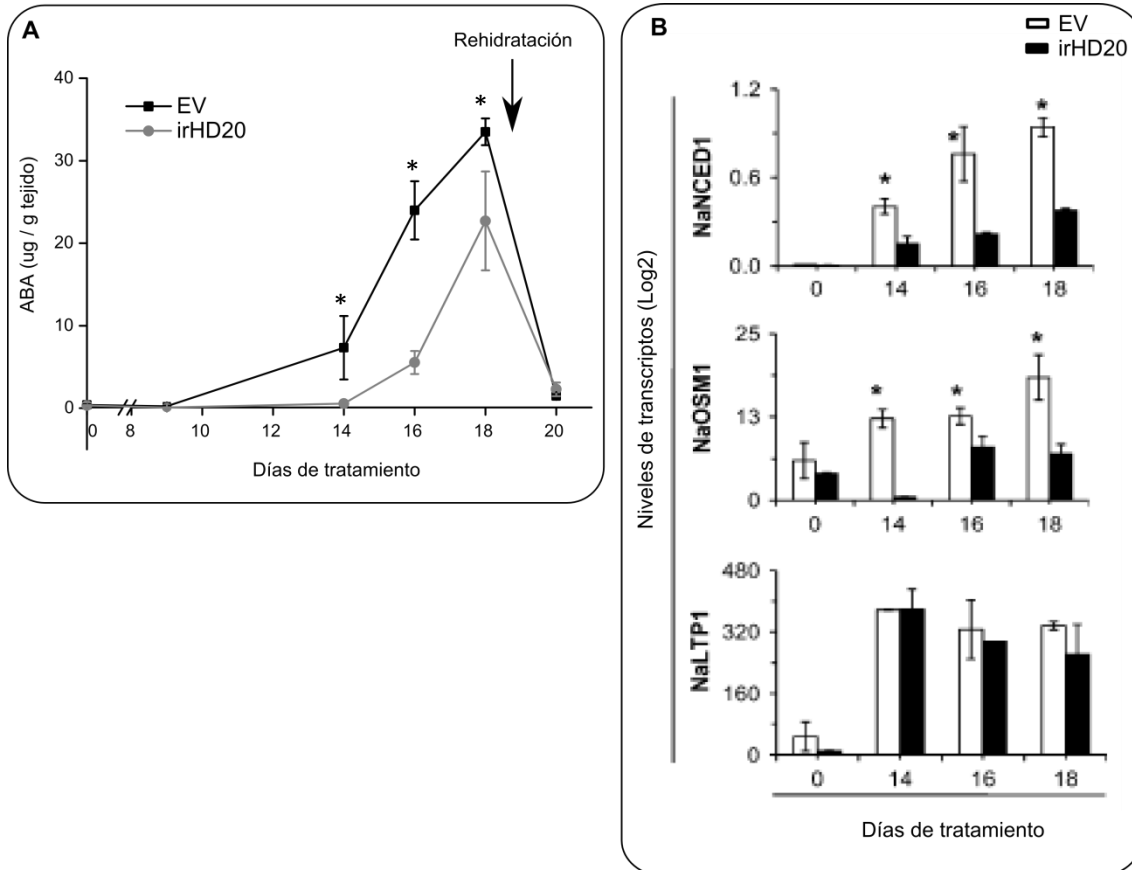 A
Rehidratación
ABA (ug / g tejido)
40
30
20
10
0
EV
irHD20
*
*
*
0 8 10 12 14 16 18 20
Días de tratamiento
B
EV
irHD20
Niveles de transcriptos (Log2)
NaNCED1
1.2
0.6
0.0
*
*
*
0 14 16 18
NaOSM1
25
13
0
*
*
*
0 14 16 18
NaLTP1
480
320
160
0
0 14 16 18
Días de tratamiento